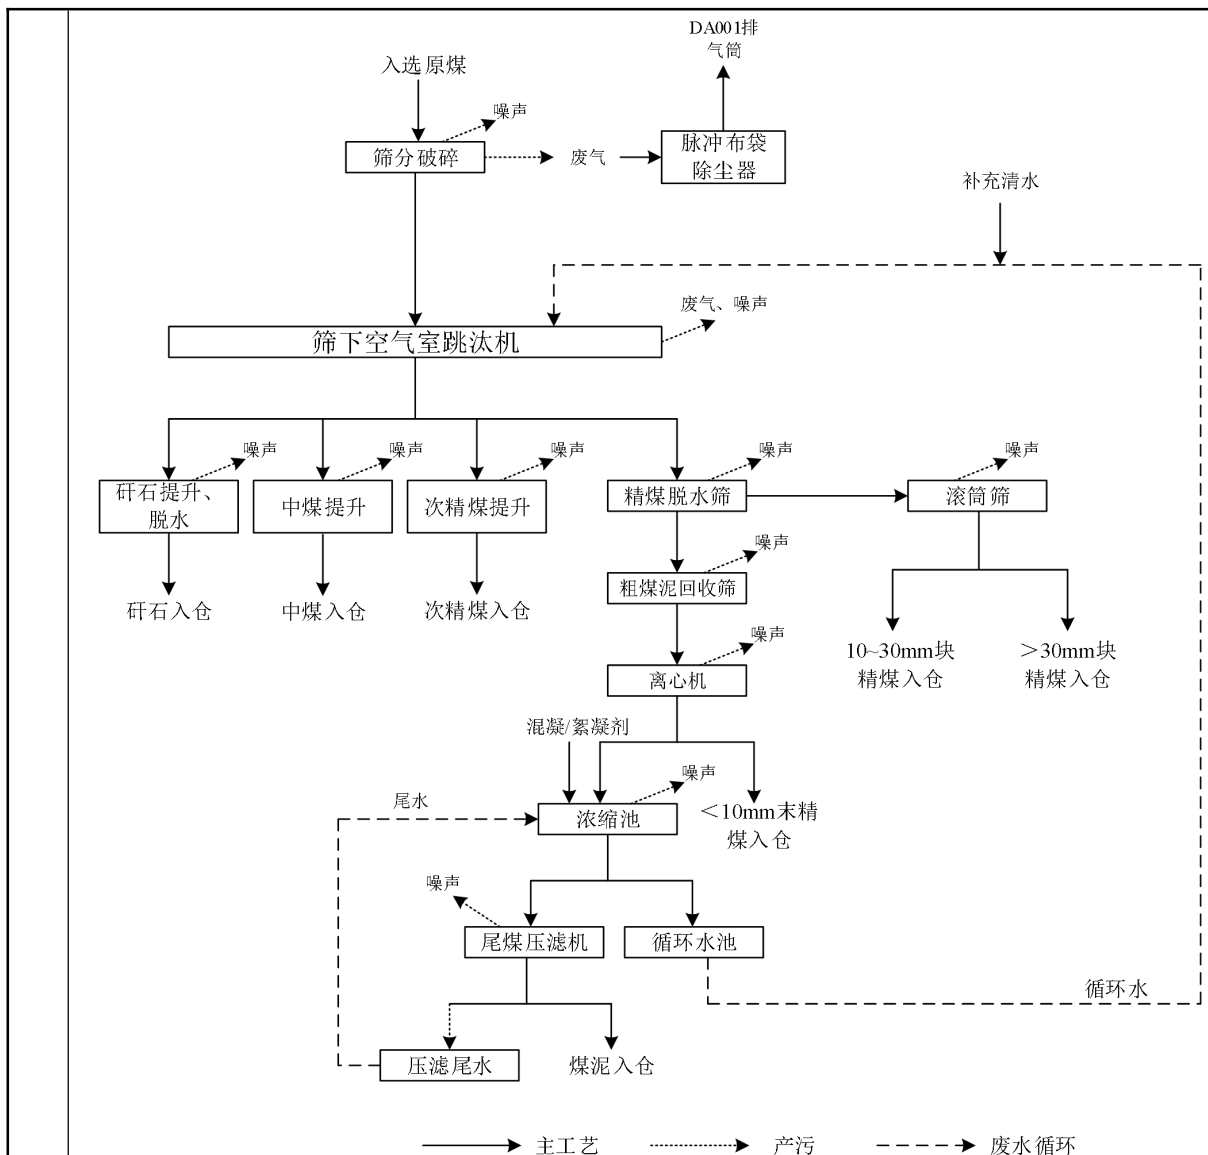 DA001排
气筒
入选原煤
噪声
筛分破碎
废气
脉冲布袋
除尘器
补充清水
废气、噪声
筛下空气室跳汰机
噪声
噪声
噪声
噪声
噪声
矸石提升、
脱水
中煤提升
次精煤提升
精煤脱水筛
滚筒筛
噪声
粗煤泥回收筛
矸石入仓
中煤入仓
次精煤入仓
噪声
10~30mm块
精煤入仓
＞30mm块
精煤入仓
离心机
混凝/絮凝剂
噪声
尾水
浓缩池
＜10mm末精
煤入仓
噪声
尾煤压滤机
循环水池
循环水
压滤尾水
煤泥入仓
主工艺
产污
废水循环